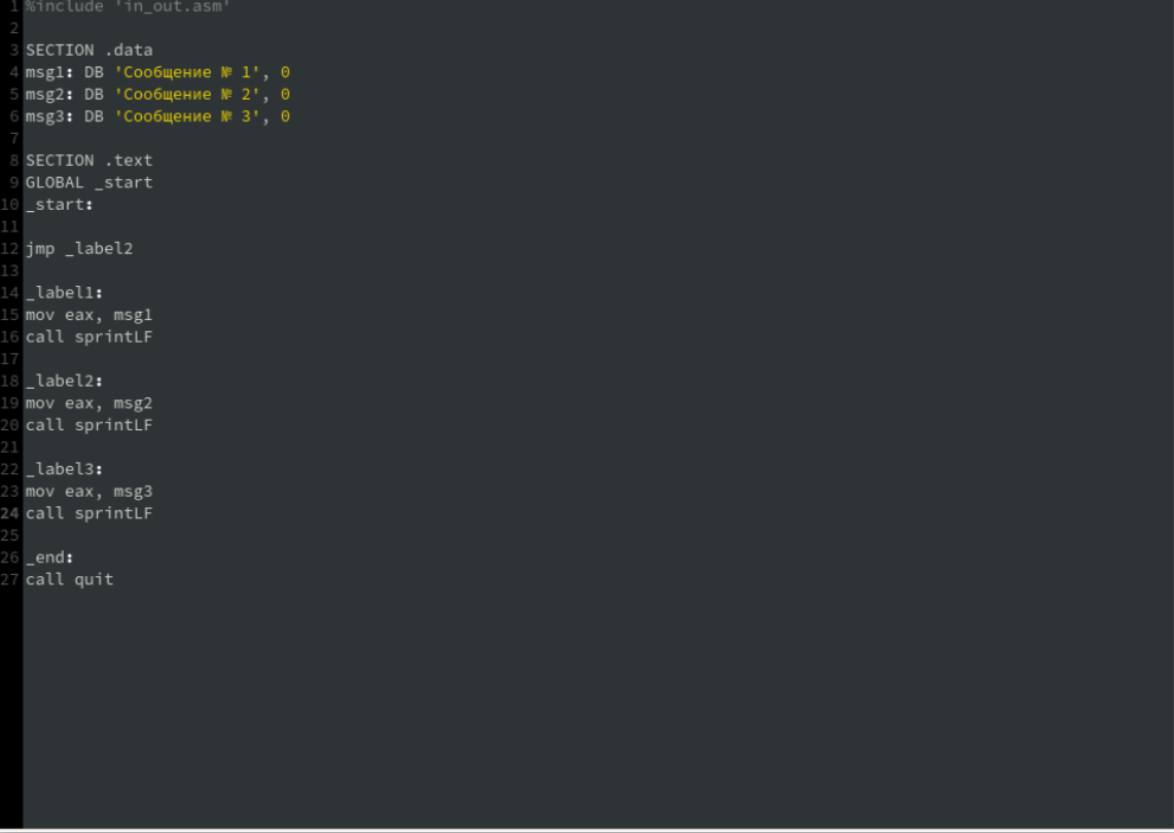 1 %include 'in_out.asm'
2
3 SECTION .data
4 msg1: DB 'Сообщение № 1', 0
5 msg2: DB 'Сообщение № 2', 0
6 msg3: DB 'Сообщение № 3', 0
7
8 SECTION .text
9 GLOBAL _start
10 _start:
11
12 jmp _label2
13
14 _label1:
15 mov eax, msg1
16 call sprintLF
17
18 _label2:
19 mov eax, msg2
20 call sprintLF
21
22 _label3:
23 mov eax, msg3
24 call sprintLF
25
26 _end:
27 call quit